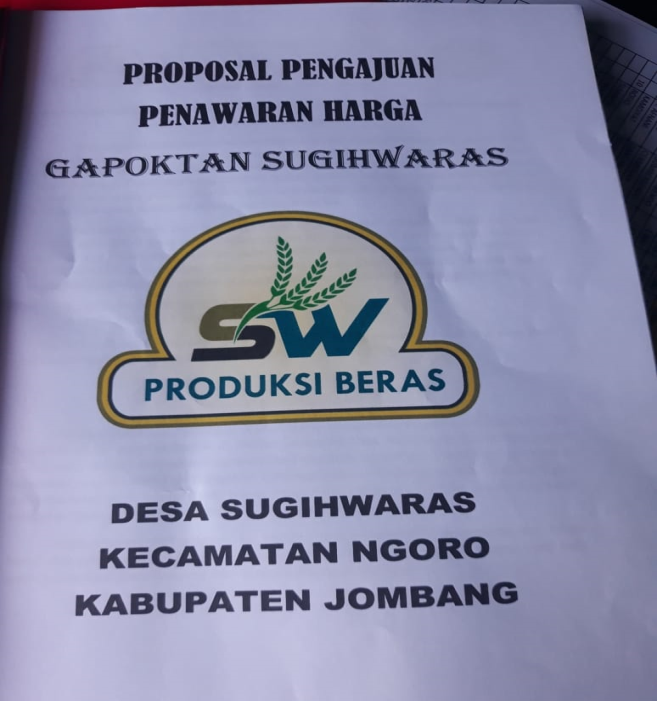 PROPOSAL PENGAJUAN
PENAWARAN HARGA
GAPOKTAN SUGIHWARAS
SW
PRODUKSI BERAS
DESA SUGIHWARAS
KECAMATAN NGORO
KABUPATEN JOMBANG